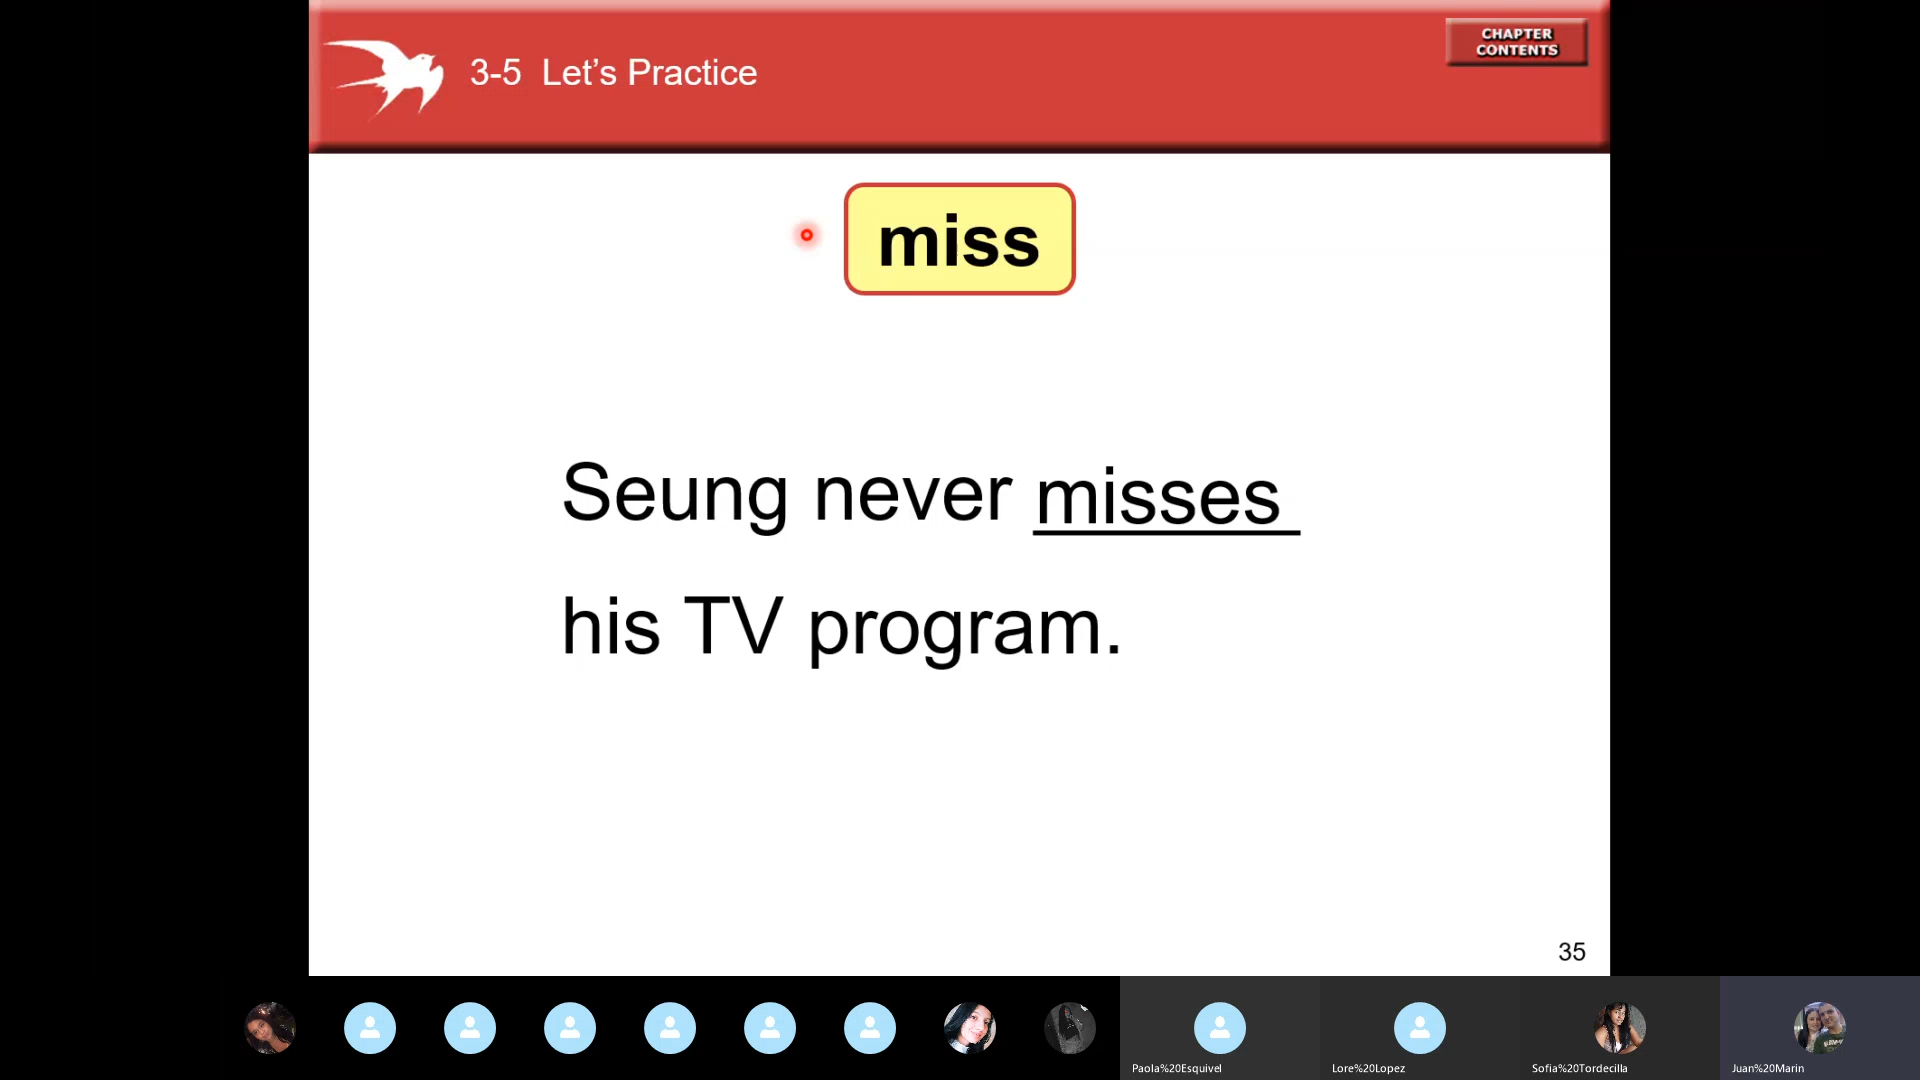 3-5 Let’s Practice
CHAPTER
CONTENTS
miss
Seung never misses
his TV program.
35
Paola%20Esquivel
Lore%20Lopez
Sofia%20Tordecilla
Juan%20Marin